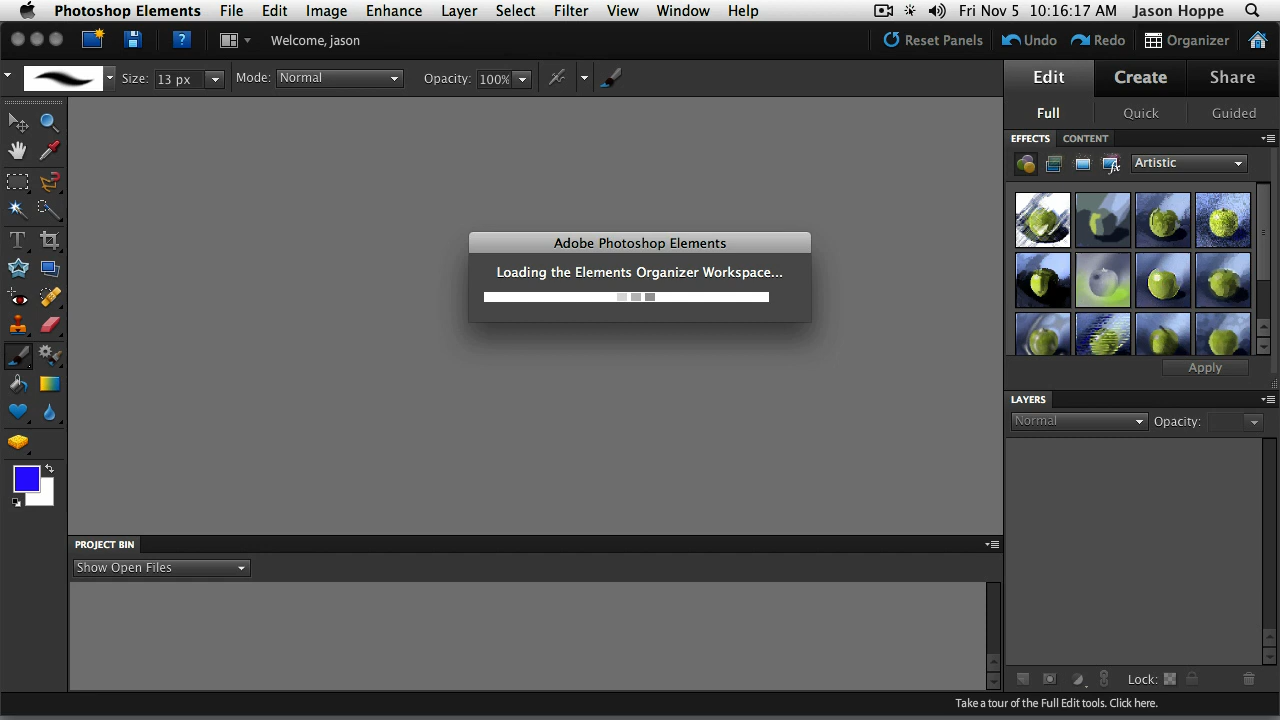 Photoshop Elements File Edit Image Enhance Layer Select Filter View Window Help Fri Nov 5 10:16:17 AM Jason Hoppe
Welcome, jason Reset Panels Undo Redo Organizer
Size: 13 px Mode: Normal Opacity: 100% Edit Create Share
Full Quick Guided
EFFECTS CONTENT
Artistic
Adobe Photoshop Elements
Loading the Elements Organizer Workspace...
Apply
LAYERS
Normal Opacity:
PROJECT BIN
Show Open Files
Lock:
Take a tour of the Full Edit tools. Click here.